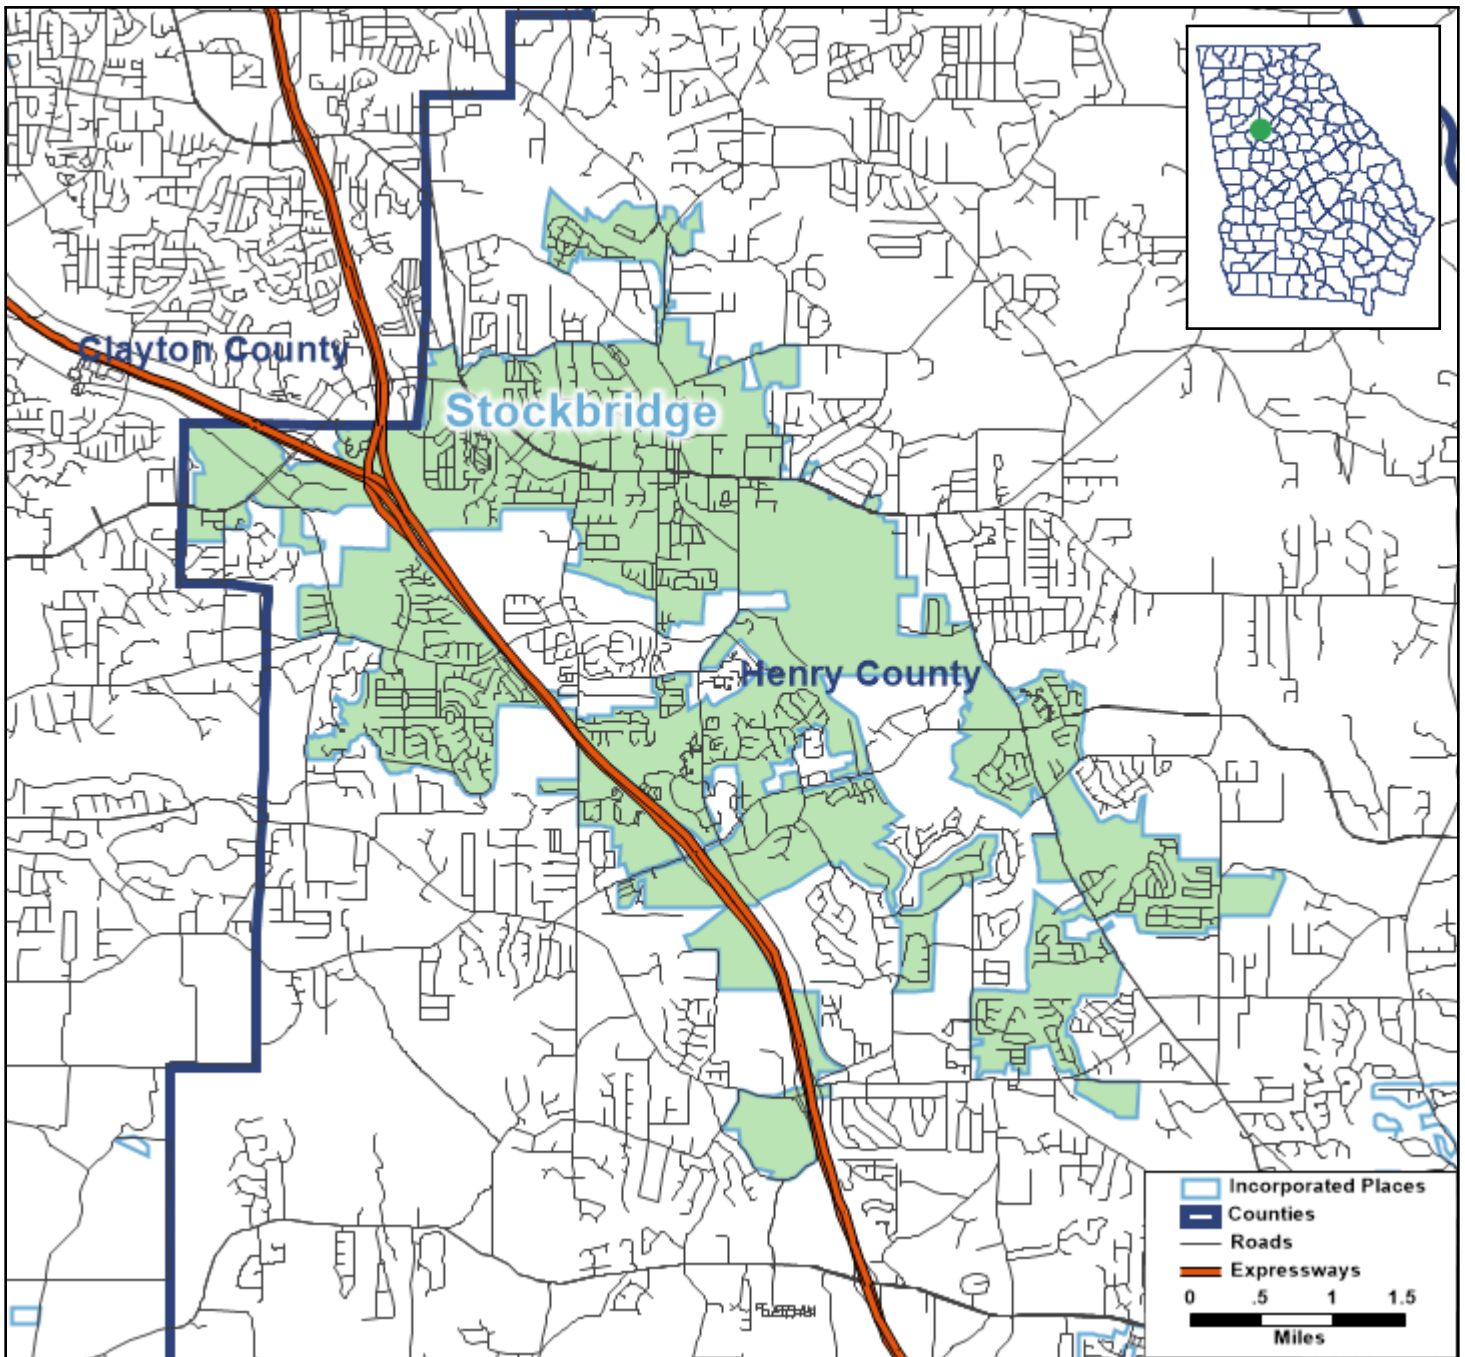 Clayton County
Stockbridge
Henry County
Incorporated Places
Counties
Roads
Expressways
0 .5 1 1.5
Miles